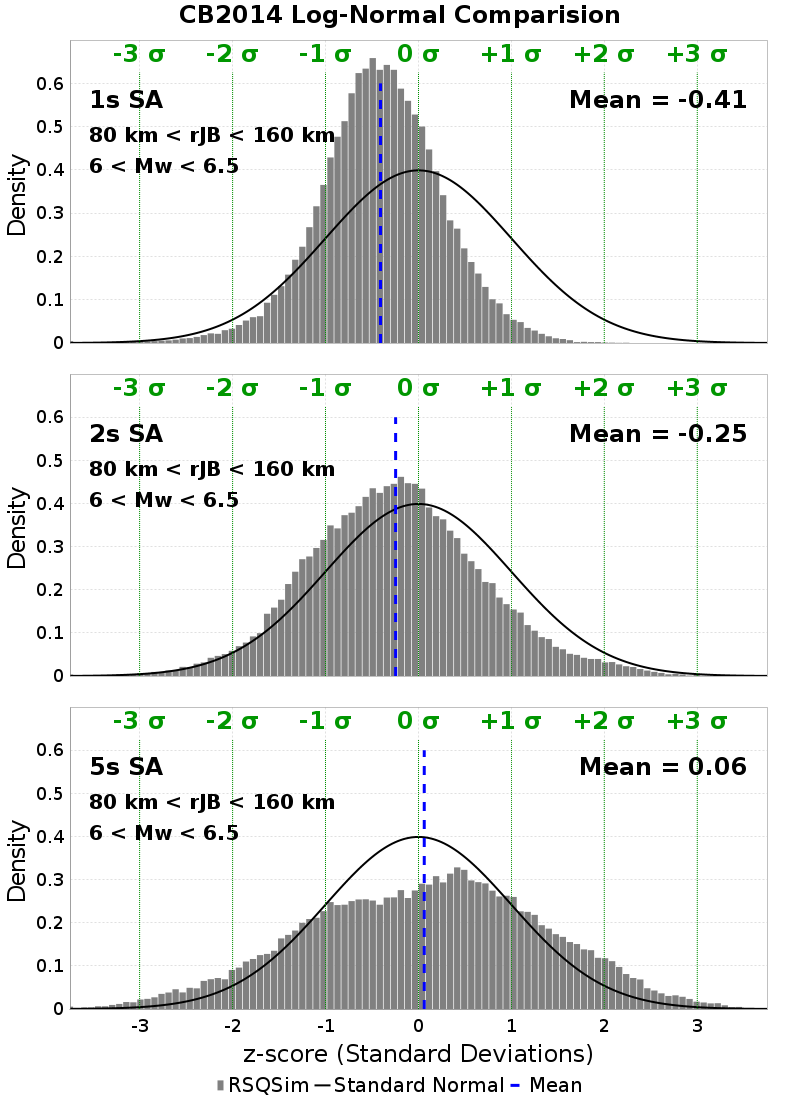 CB2014 Log-Normal Comparision
-3 σ -2 σ -1 σ 0 σ +1 σ +2 σ +3 σ
1s SA
Mean = -0.41
80 km < rJB < 160 km
6 < Mw < 6.5
Density
0.6
0.5
0.4
0.3
0.2
0.1
0
-3 σ -2 σ -1 σ 0 σ +1 σ +2 σ +3 σ
2s SA
Mean = -0.25
80 km < rJB < 160 km
6 < Mw < 6.5
Density
0.6
0.5
0.4
0.3
0.2
0.1
0
-3 σ -2 σ -1 σ 0 σ +1 σ +2 σ +3 σ
5s SA
Mean = 0.06
80 km < rJB < 160 km
6 < Mw < 6.5
Density
0.6
0.5
0.4
0.3
0.2
0.1
0
-3 -2 -1 0 1 2 3
z-score (Standard Deviations)
RSQSim Standard Normal Mean